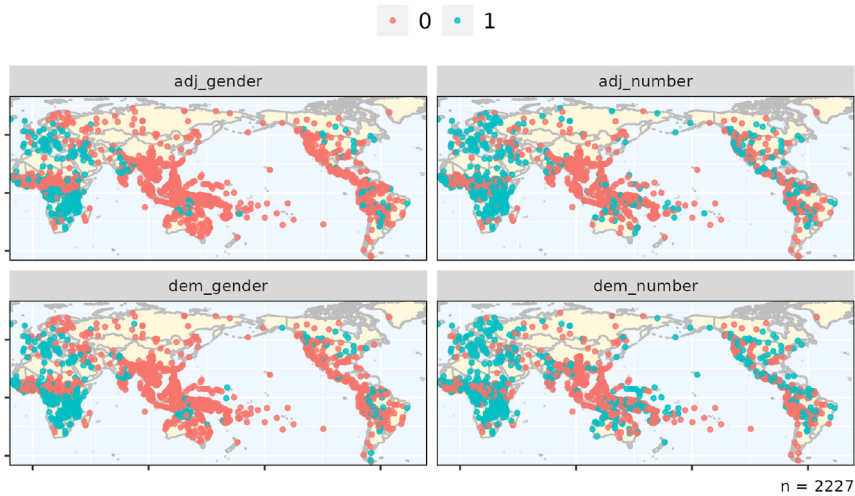 0 1
adj_gender adj_number
dem_gender dem_number
n = 2227